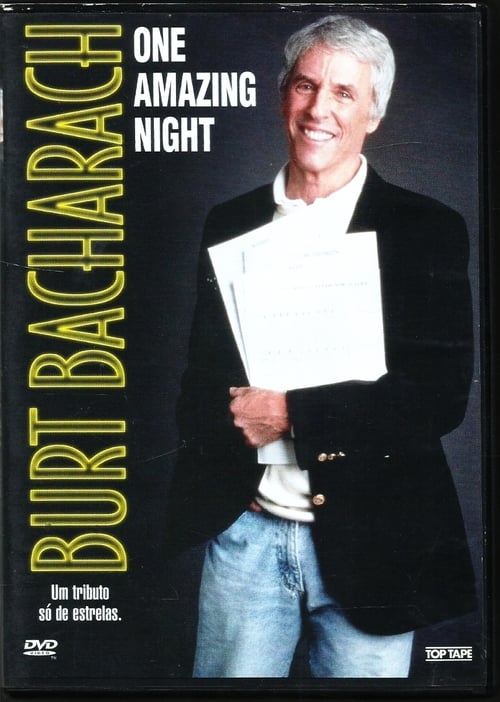 BURT BACHARACH
ONE
AMAZING
NIGHT
Um tributo
só de estrelas.
DVD
VIDEO
TOP TAPE